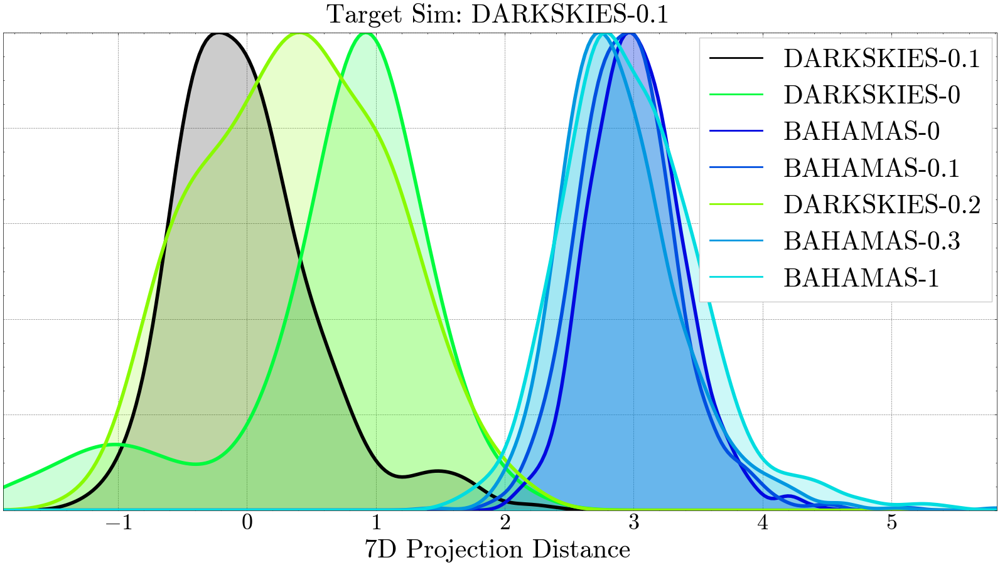 Target Sim: DARKSKIES-0.1
DARKSKIES-0.1
DARKSKIES-0
BAHAMAS-0
BAHAMAS-0.1
DARKSKIES-0.2
BAHAMAS-0.3
BAHAMAS-1
−1 0 1 2 3 4 5
7D Projection Distance